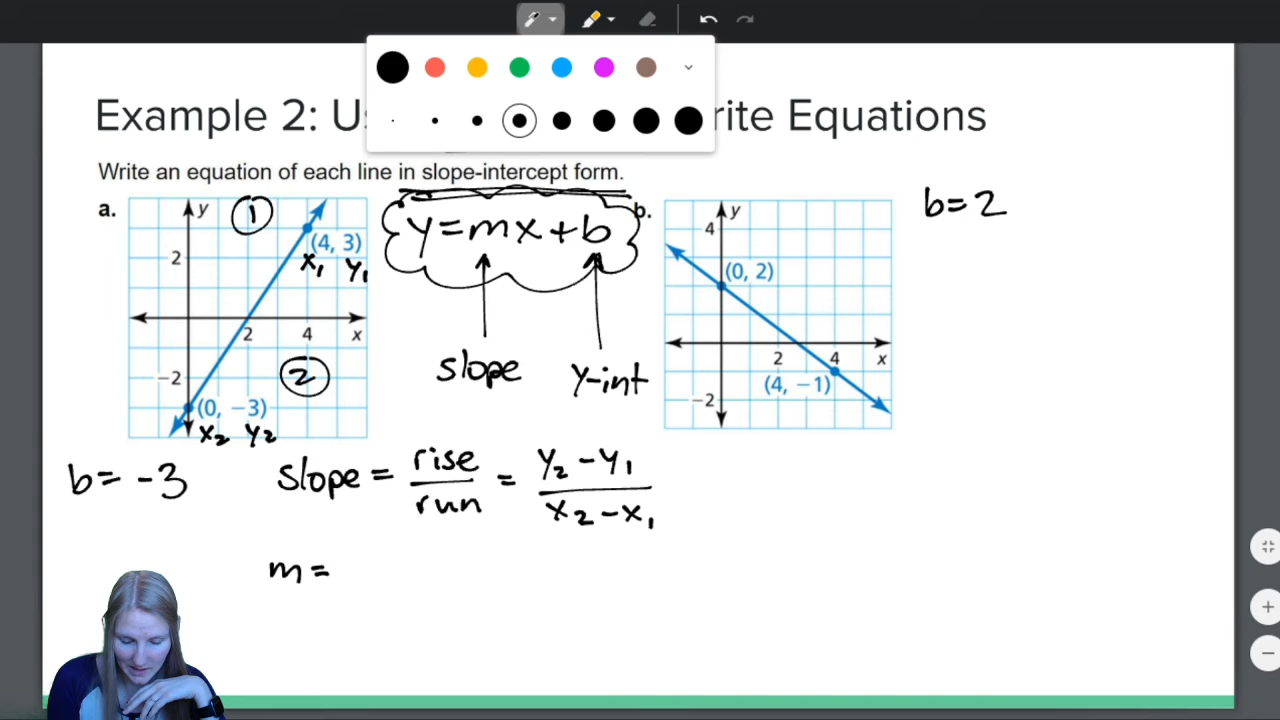 Example 2: U rite Equations
Write an equation of each line in slope-intercept form.
a.
y
①
(4, 3)
x₁ y₁
2
2
4
x
②
−2
(0, −3)
x₂ y₂
y=mx+b
slope
y-int
b.
y
4
(0, 2)
2
4
x
(4, −1)
−2
b=2
b= -3
slope = rise/run = y₂-y₁/x₂-x₁
m=